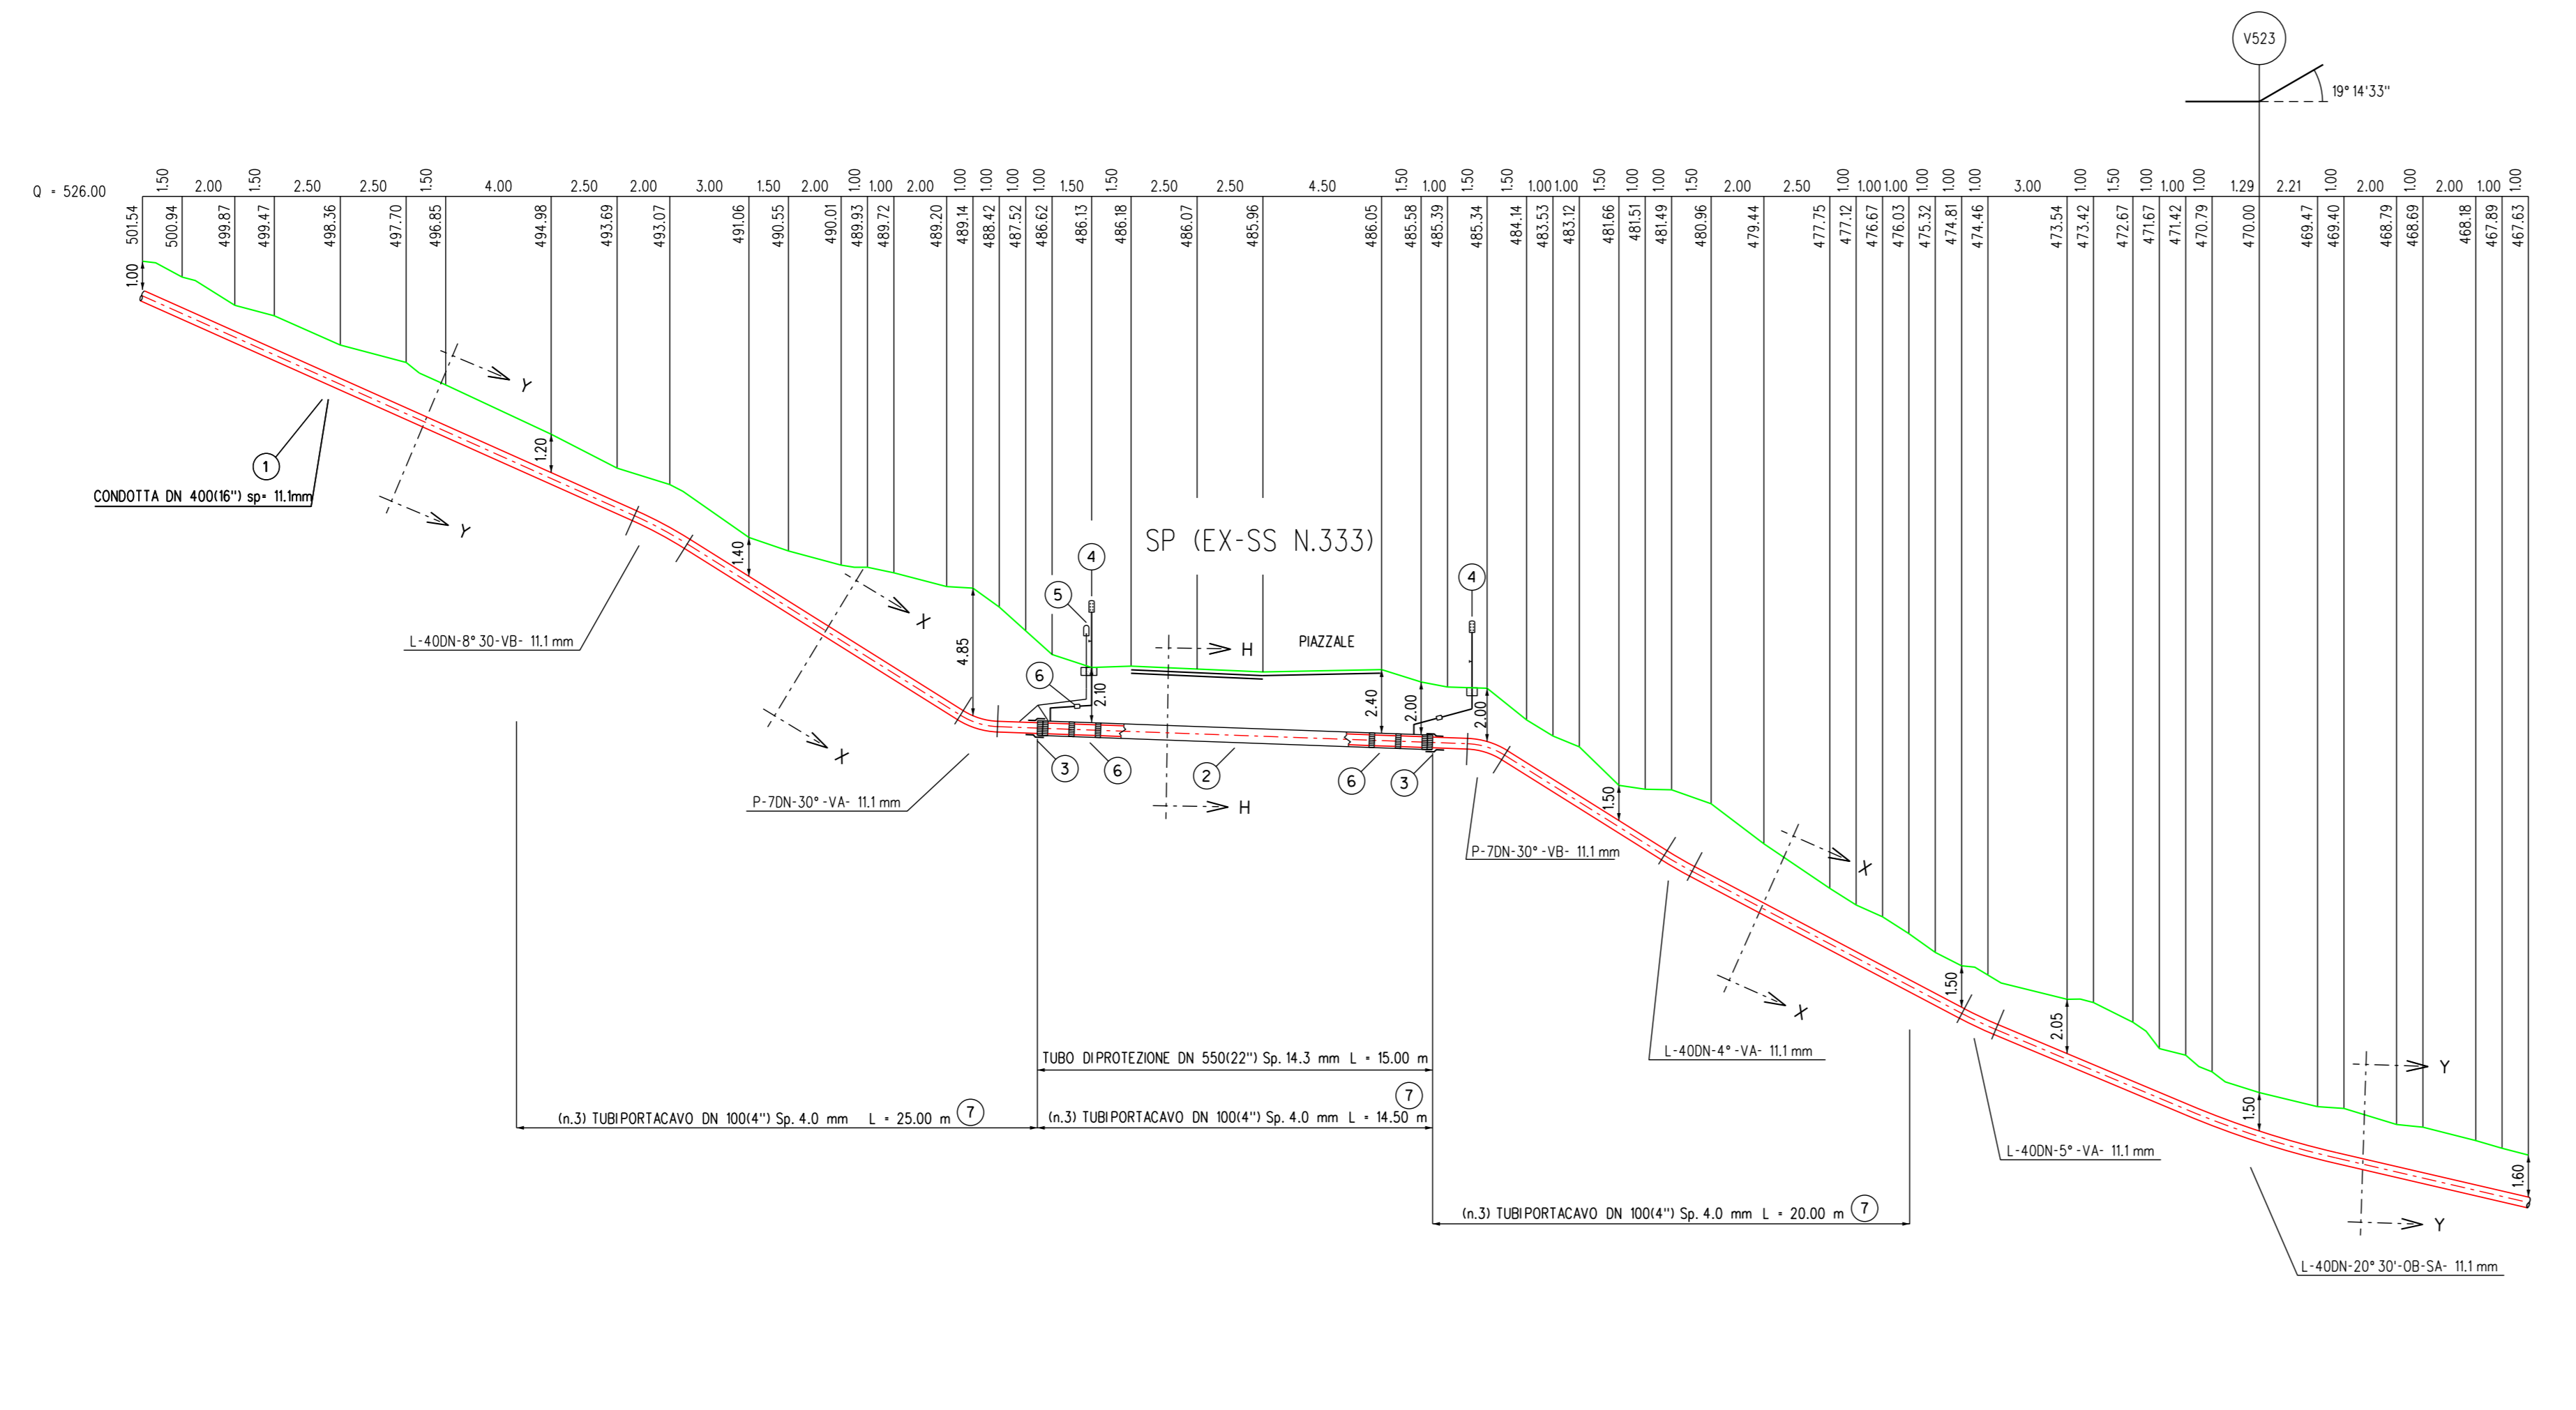 V523
19° 14'33"
Q = 526.00
1.50 2.00 1.50 2.50 2.50 1.50 4.00 2.50 2.00 3.00 1.50 2.00 1.00 1.00 2.00 1.00 1.00 1.00 1.00 1.50 1.50 2.50 2.50 4.50 1.50 1.00 1.50 1.50 1.00 1.00 1.50 1.00 1.00 1.50 2.00 2.50 1.00 1.00 1.00 1.00 1.00 1.00 3.00 1.00 1.50 1.00 1.00 1.00 1.29 2.21 1.00 2.00 1.00 2.00 1.00 1.00
501.54 500.94 499.87 499.47 498.36 497.70 496.85 494.98 493.69 493.07 491.06 490.55 490.01 489.93 489.72 489.20 489.14 488.42 487.52 486.62 486.13 486.18 486.07 485.96 486.05 485.58 485.39 485.34 484.14 483.53 483.12 481.66 481.51 481.49 480.96 479.44 477.75 477.12 476.67 476.03 475.32 474.81 474.46 473.54 473.42 472.67 471.67 471.42 470.79 470.00 469.47 469.40 468.79 468.69 468.18 467.89 467.63
1.00
Y
1.20
1
CONDOTTA DN 400(16") sp= 11.1mm
Y
SP (EX-SS N.333)
1.40
4
4
5
X
L-40DN-8° 30-VB- 11.1 mm
4.85
H
PIAZZALE
6
2.10
2.40
2.00
2.00
X
3
6
2
6
3
P-7DN-30° -VA- 11.1 mm
H
1.50
P-7DN-30° -VB- 11.1 mm
X
1.50
X
2.05
L-40DN-4° -VA- 11.1 mm
TUBO DI PROTEZIONE DN 550(22") Sp. 14.3 mm L = 15.00 m
Y
7
(n.3) TUBI PORTACAVO DN 100(4") Sp. 4.0 mm L = 25.00 m 7
(n.3) TUBI PORTACAVO DN 100(4") Sp. 4.0 mm L = 14.50 m
1.50
L-40DN-5° -VA- 11.1 mm
1.60
(n.3) TUBI PORTACAVO DN 100(4") Sp. 4.0 mm L = 20.00 m 7
Y
L-40DN-20° 30'-OB-SA- 11.1 mm